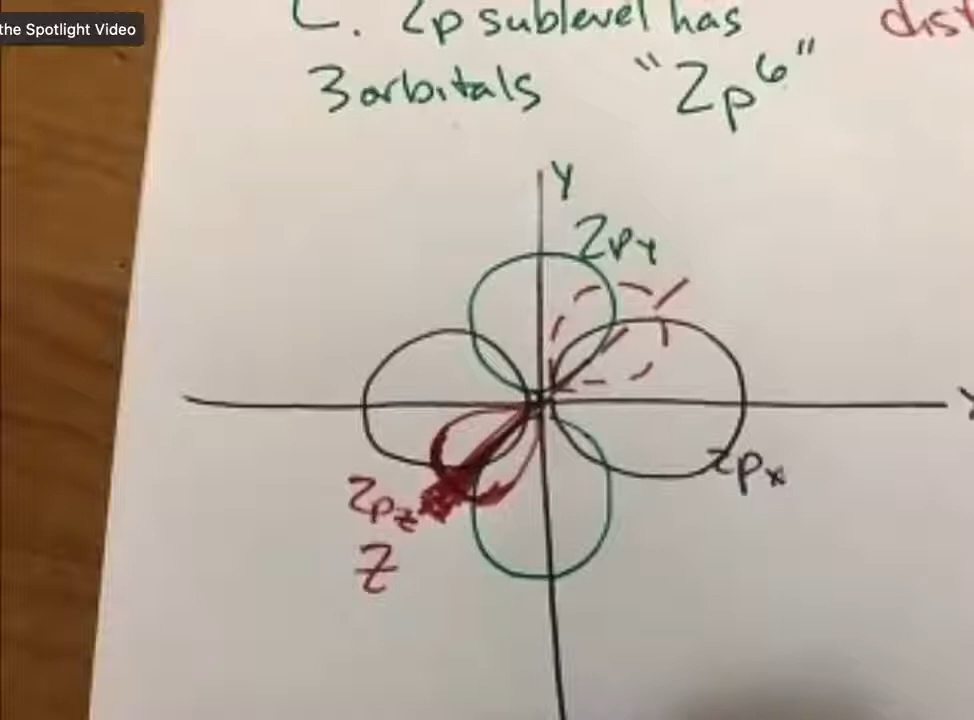 the Spotlight Video
C. 2p sublevel has
3 orbitals "2p6"
Y
2py
2px
2pz
Z